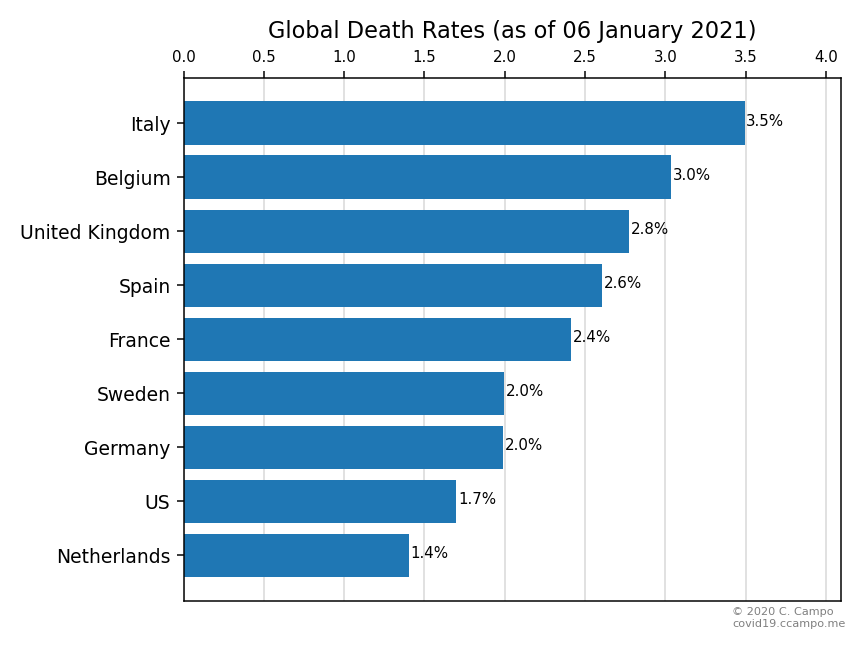 Global Death Rates (as of 06 January 2021)
0.0 0.5 1.0 1.5 2.0 2.5 3.0 3.5 4.0
Italy 3.5%
Belgium 3.0%
United Kingdom 2.8%
Spain 2.6%
France 2.4%
Sweden 2.0%
Germany 2.0%
US 1.7%
Netherlands 1.4%
© 2020 C. Campo
covid19.ccampo.me